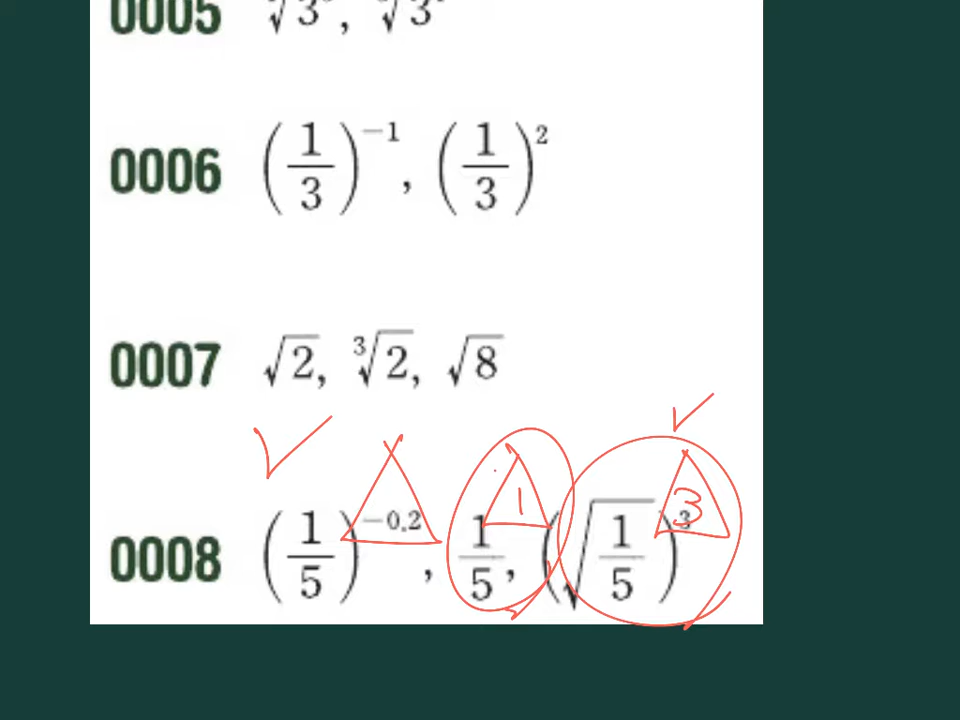 0005
0006 (1/3)^{-1}, (1/3)^2
0007 √2, ∛2, √8
0008 (1/5)^{-0.2}, 1/5, (√(1/5))^3
1
3